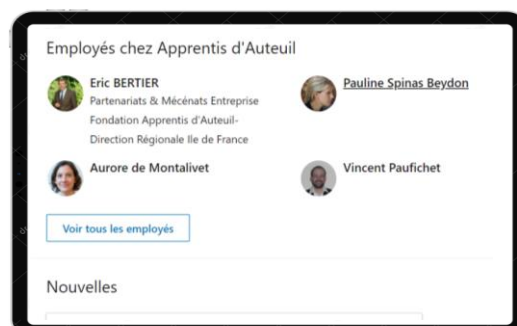 Employés chez Apprentis d'Auteuil
Eric BERTIER
Partenariats & Mécénats Entreprise
Fondation Apprentis d'Auteuil-
Direction Régionale Ile de France
Pauline Spinas Beydon
Aurore de Montalivet
Vincent Paufichet
Voir tous les employés
Nouvelles